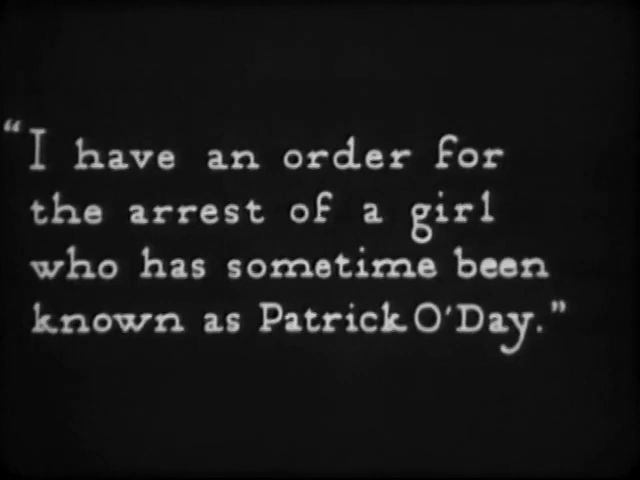 "I have an order for
the arrest of a girl
who has sometime been
known as Patrick O'Day."